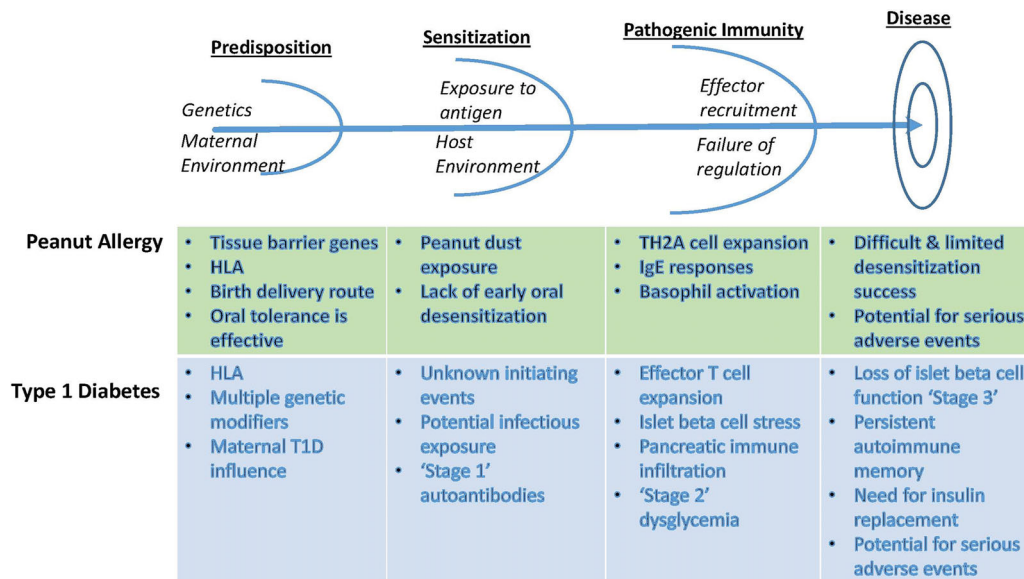 Predisposition
Sensitization
Pathogenic Immunity
Disease
Genetics
Maternal
Environment
Exposure to
antigen
Host
Environment
Effector
recruitment
Failure of
regulation
Peanut Allergy
• Tissue barrier genes
• HLA
• Birth delivery route
• Oral tolerance is
effective
• Peanut dust
exposure
• Lack of early oral
desensitization
• TH2A cell expansion
• IgE responses
• Basophil activation
• Difficult & limited
desensitization
success
• Potential for serious
adverse events
Type 1 Diabetes
• HLA
• Multiple genetic
modifiers
• Maternal T1D
influence
• Unknown initiating
events
• Potential infectious
exposure
• ‘Stage 1’
autoantibodies
• Effector T cell
expansion
• Islet beta cell stress
• Pancreatic immune
infiltration
• ‘Stage 2’
dysglycemia
• Loss of islet beta cell
function ‘Stage 3’
• Persistent
autoimmune
memory
• Need for insulin
replacement
• Potential for serious
adverse events